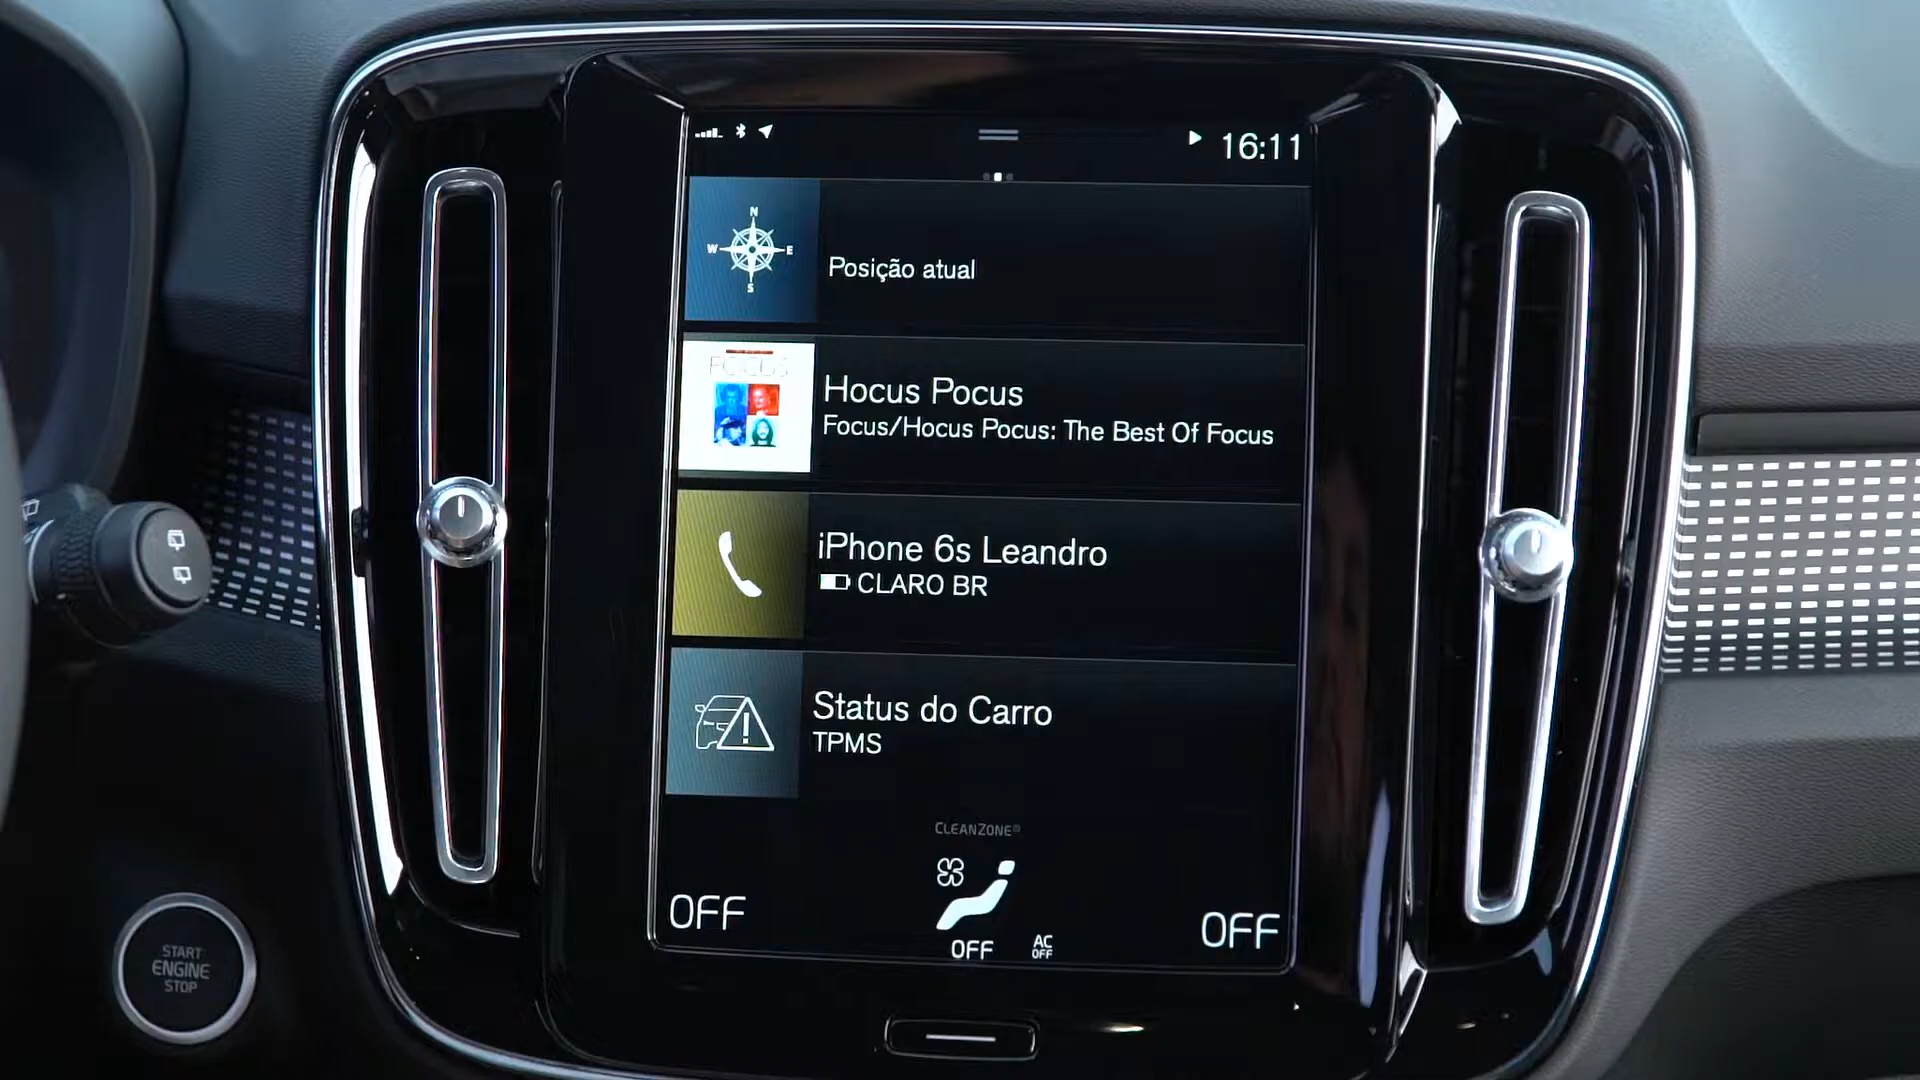 16:11
N
W E
S
Posição atual
FOCUS
Hocus Pocus
Focus/Hocus Pocus: The Best Of Focus
iPhone 6s Leandro
CLARO BR
Status do Carro
TPMS
CLEANZONE
OFF
OFF
AC
OFF
OFF
START
ENGINE
STOP